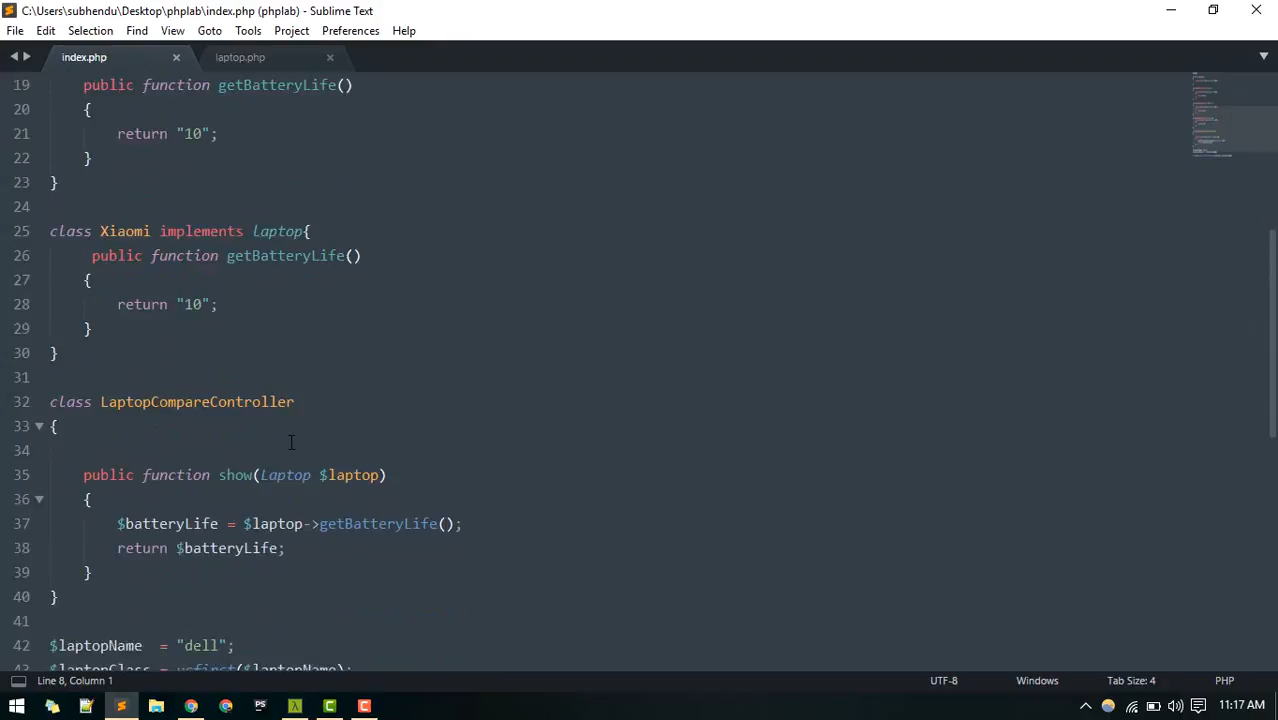 C:\Users\subhendu\Desktop\phplab\index.php (phplab) - Sublime Text
File Edit Selection Find View Goto Tools Project Preferences Help
index.php laptop.php
19 public function getBatteryLife()
20 {
21 return "10";
22 }
23 }
24
25 class Xiaomi implements laptop{
26 public function getBatteryLife()
27 {
28 return "10";
29 }
30 }
31
32 class LaptopCompareController
33 {
34
35 public function show(Laptop $laptop)
36 {
37 $batteryLife = $laptop->getBatteryLife();
38 return $batteryLife;
39 }
40 }
41
42 $laptopName = "dell";
43 $laptopClass = ucfirst($laptopName);
Line 8, Column 1 UTF-8 Windows Tab Size: 4 PHP
11:17 AM